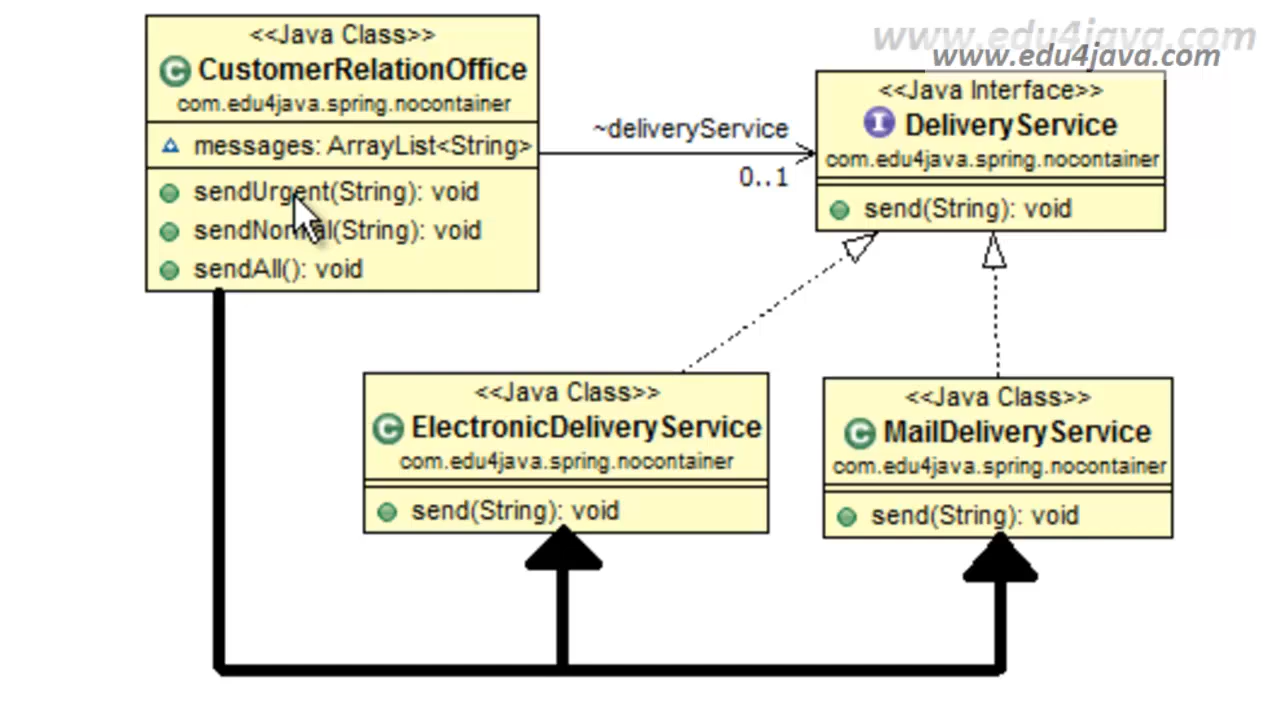 www.edu4java.com
www.edu4java.com
<<Java Class>>
C CustomerRelationOffice
com.edu4java.spring.nocontainer
messages: ArrayList<String>
sendUrgent(String): void
sendNormal(String): void
sendAll(): void
~deliveryService
0..1
<<Java Interface>>
I DeliveryService
com.edu4java.spring.nocontainer
send(String): void
<<Java Class>>
C ElectronicDeliveryService
com.edu4java.spring.nocontainer
send(String): void
<<Java Class>>
C MailDeliveryService
com.edu4java.spring.nocontainer
send(String): void